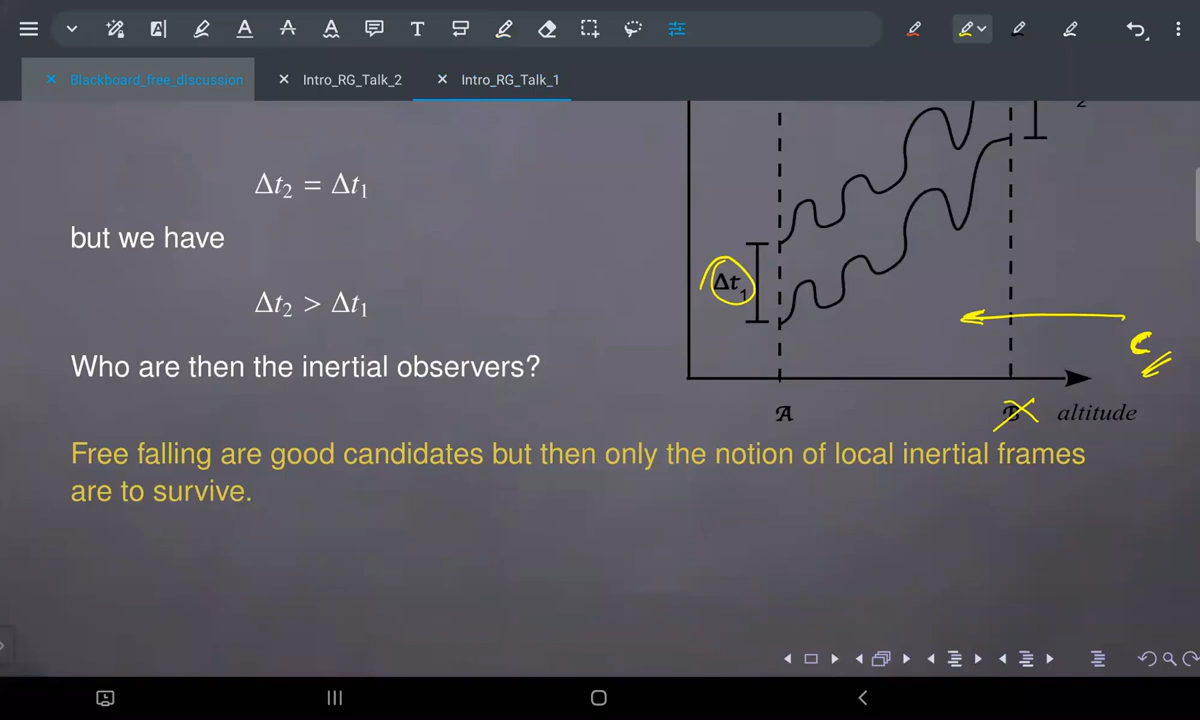 Blackboard_free_discussion
Intro_RG_Talk_2
Intro_RG_Talk_1
2
Δt₂ = Δt₁
but we have
Δt₁
Δt₂ > Δt₁
Who are then the inertial observers?
c
𝒜
altitude
Free falling are good candidates but then only the notion of local inertial frames
are to survive.